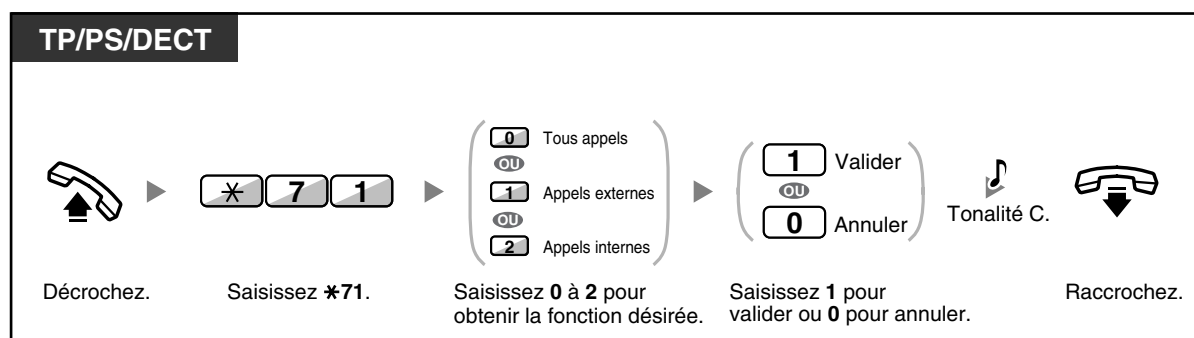 TP/PS/DECT
0 Tous appels
OU
1 Appels externes
OU
2 Appels internes
1 Valider
OU
0 Annuler
✳ 7 1
Tonalité C.
Décrochez.
Saisissez ✳71.
Saisissez 0 à 2 pour
obtenir la fonction désirée.
Saisissez 1 pour
valider ou 0 pour annuler.
Raccrochez.